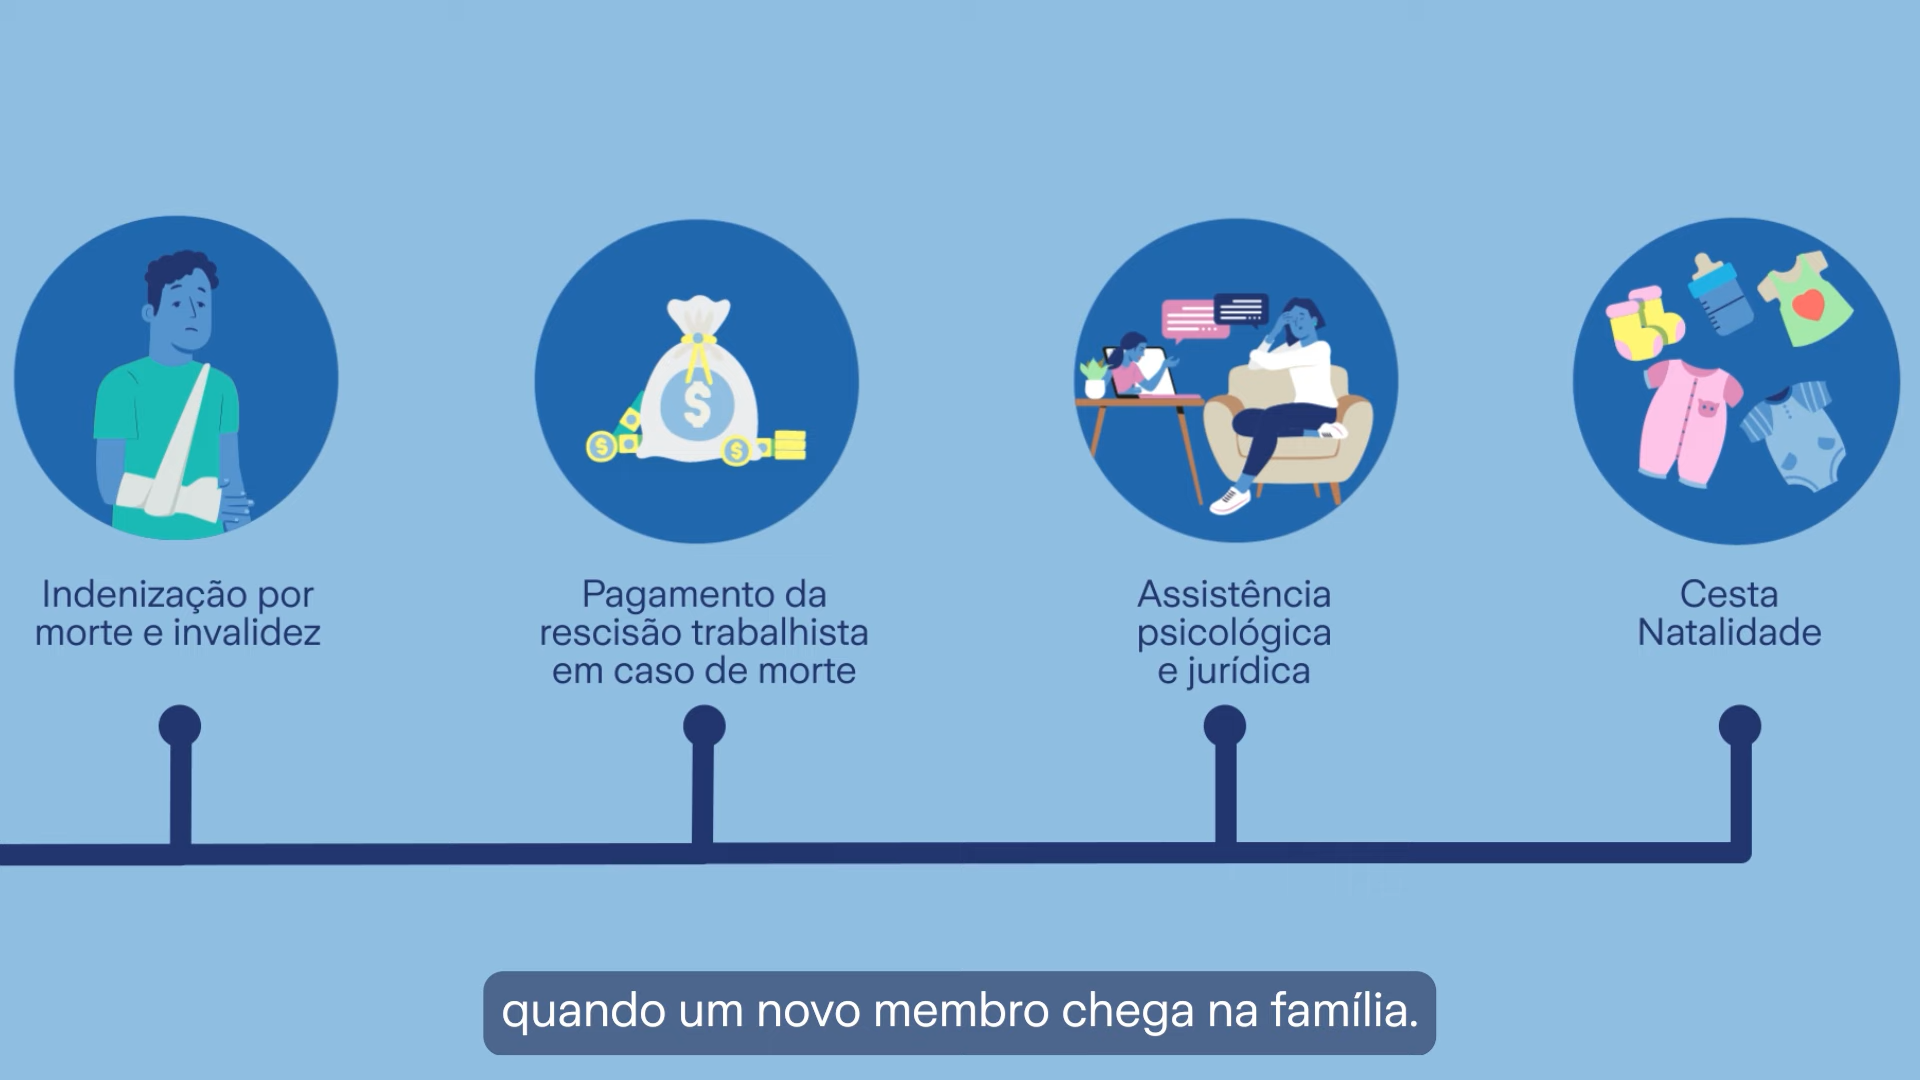 Indenização por
morte e invalidez
$
$
$
Pagamento da
rescisão trabalhista
em caso de morte
Assistência
psicológica
e jurídica
Cesta
Natalidade
quando um novo membro chega na família.